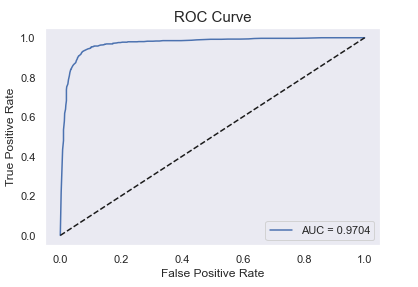 ROC Curve
1.0
0.8
0.6
0.4
0.2
0.0
True Positive Rate
AUC = 0.9704
0.0 0.2 0.4 0.6 0.8 1.0
False Positive Rate